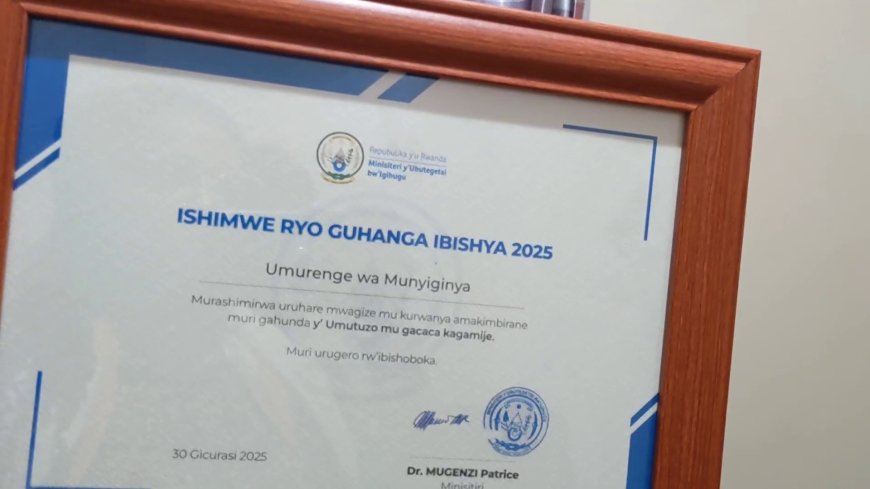 Repubulika y'u Rwanda
Minisiteri y'Ubutegetsi
bw'Igihugu
ISHIMWE RYO GUHANGA IBISHYA 2025
Umurenge wa Munyiginya
Murashimirwa uruhare mwagize mu kurwanya amakimbirane
muri gahunda y' Umutuzo mu gacaca kagamije.
Muri urugero rw'ibishoboka.
30 Gicurasi 2025
Dr. MUGENZI Patrice
Minisitiri